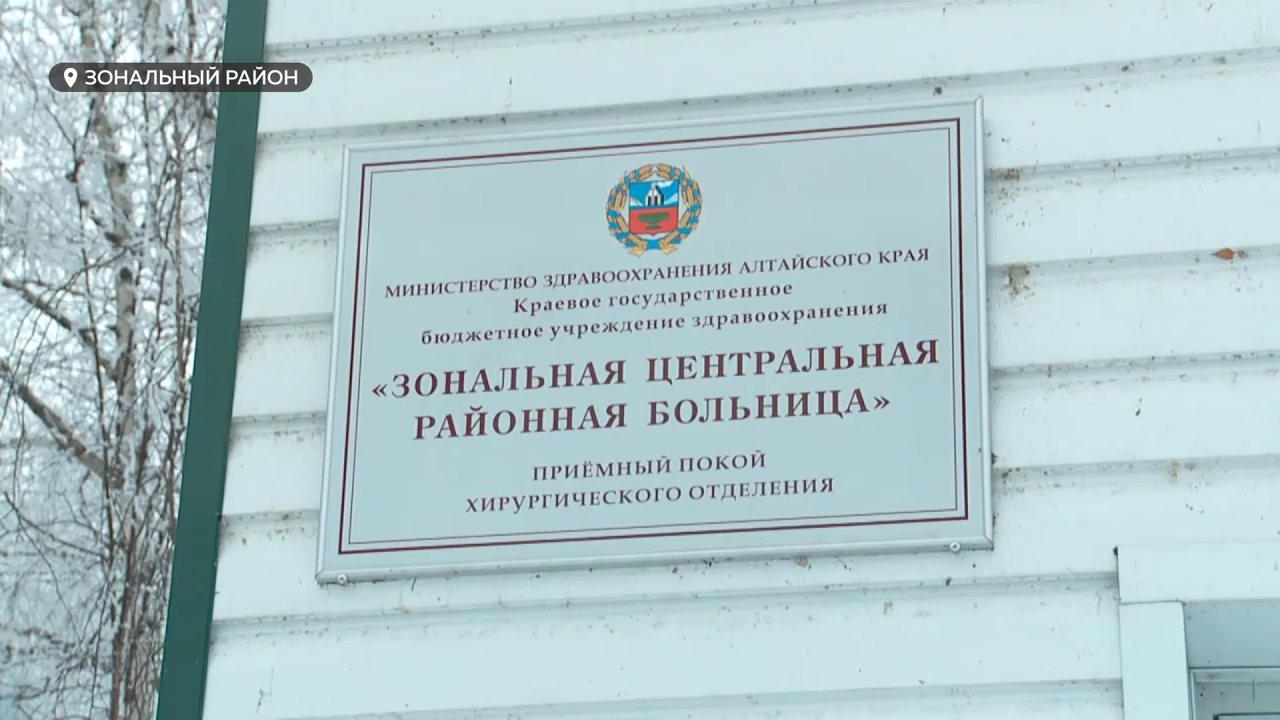 ЗОНАЛЬНЫЙ РАЙОН
МИНИСТЕРСТВО ЗДРАВООХРАНЕНИЯ АЛТАЙСКОГО КРАЯ
Краевое государственное
бюджетное учреждение здравоохранения
«ЗОНАЛЬНАЯ ЦЕНТРАЛЬНАЯ
РАЙОННАЯ БОЛЬНИЦА»
ПРИЁМНЫЙ ПОКОЙ
ХИРУРГИЧЕСКОГО ОТДЕЛЕНИЯ